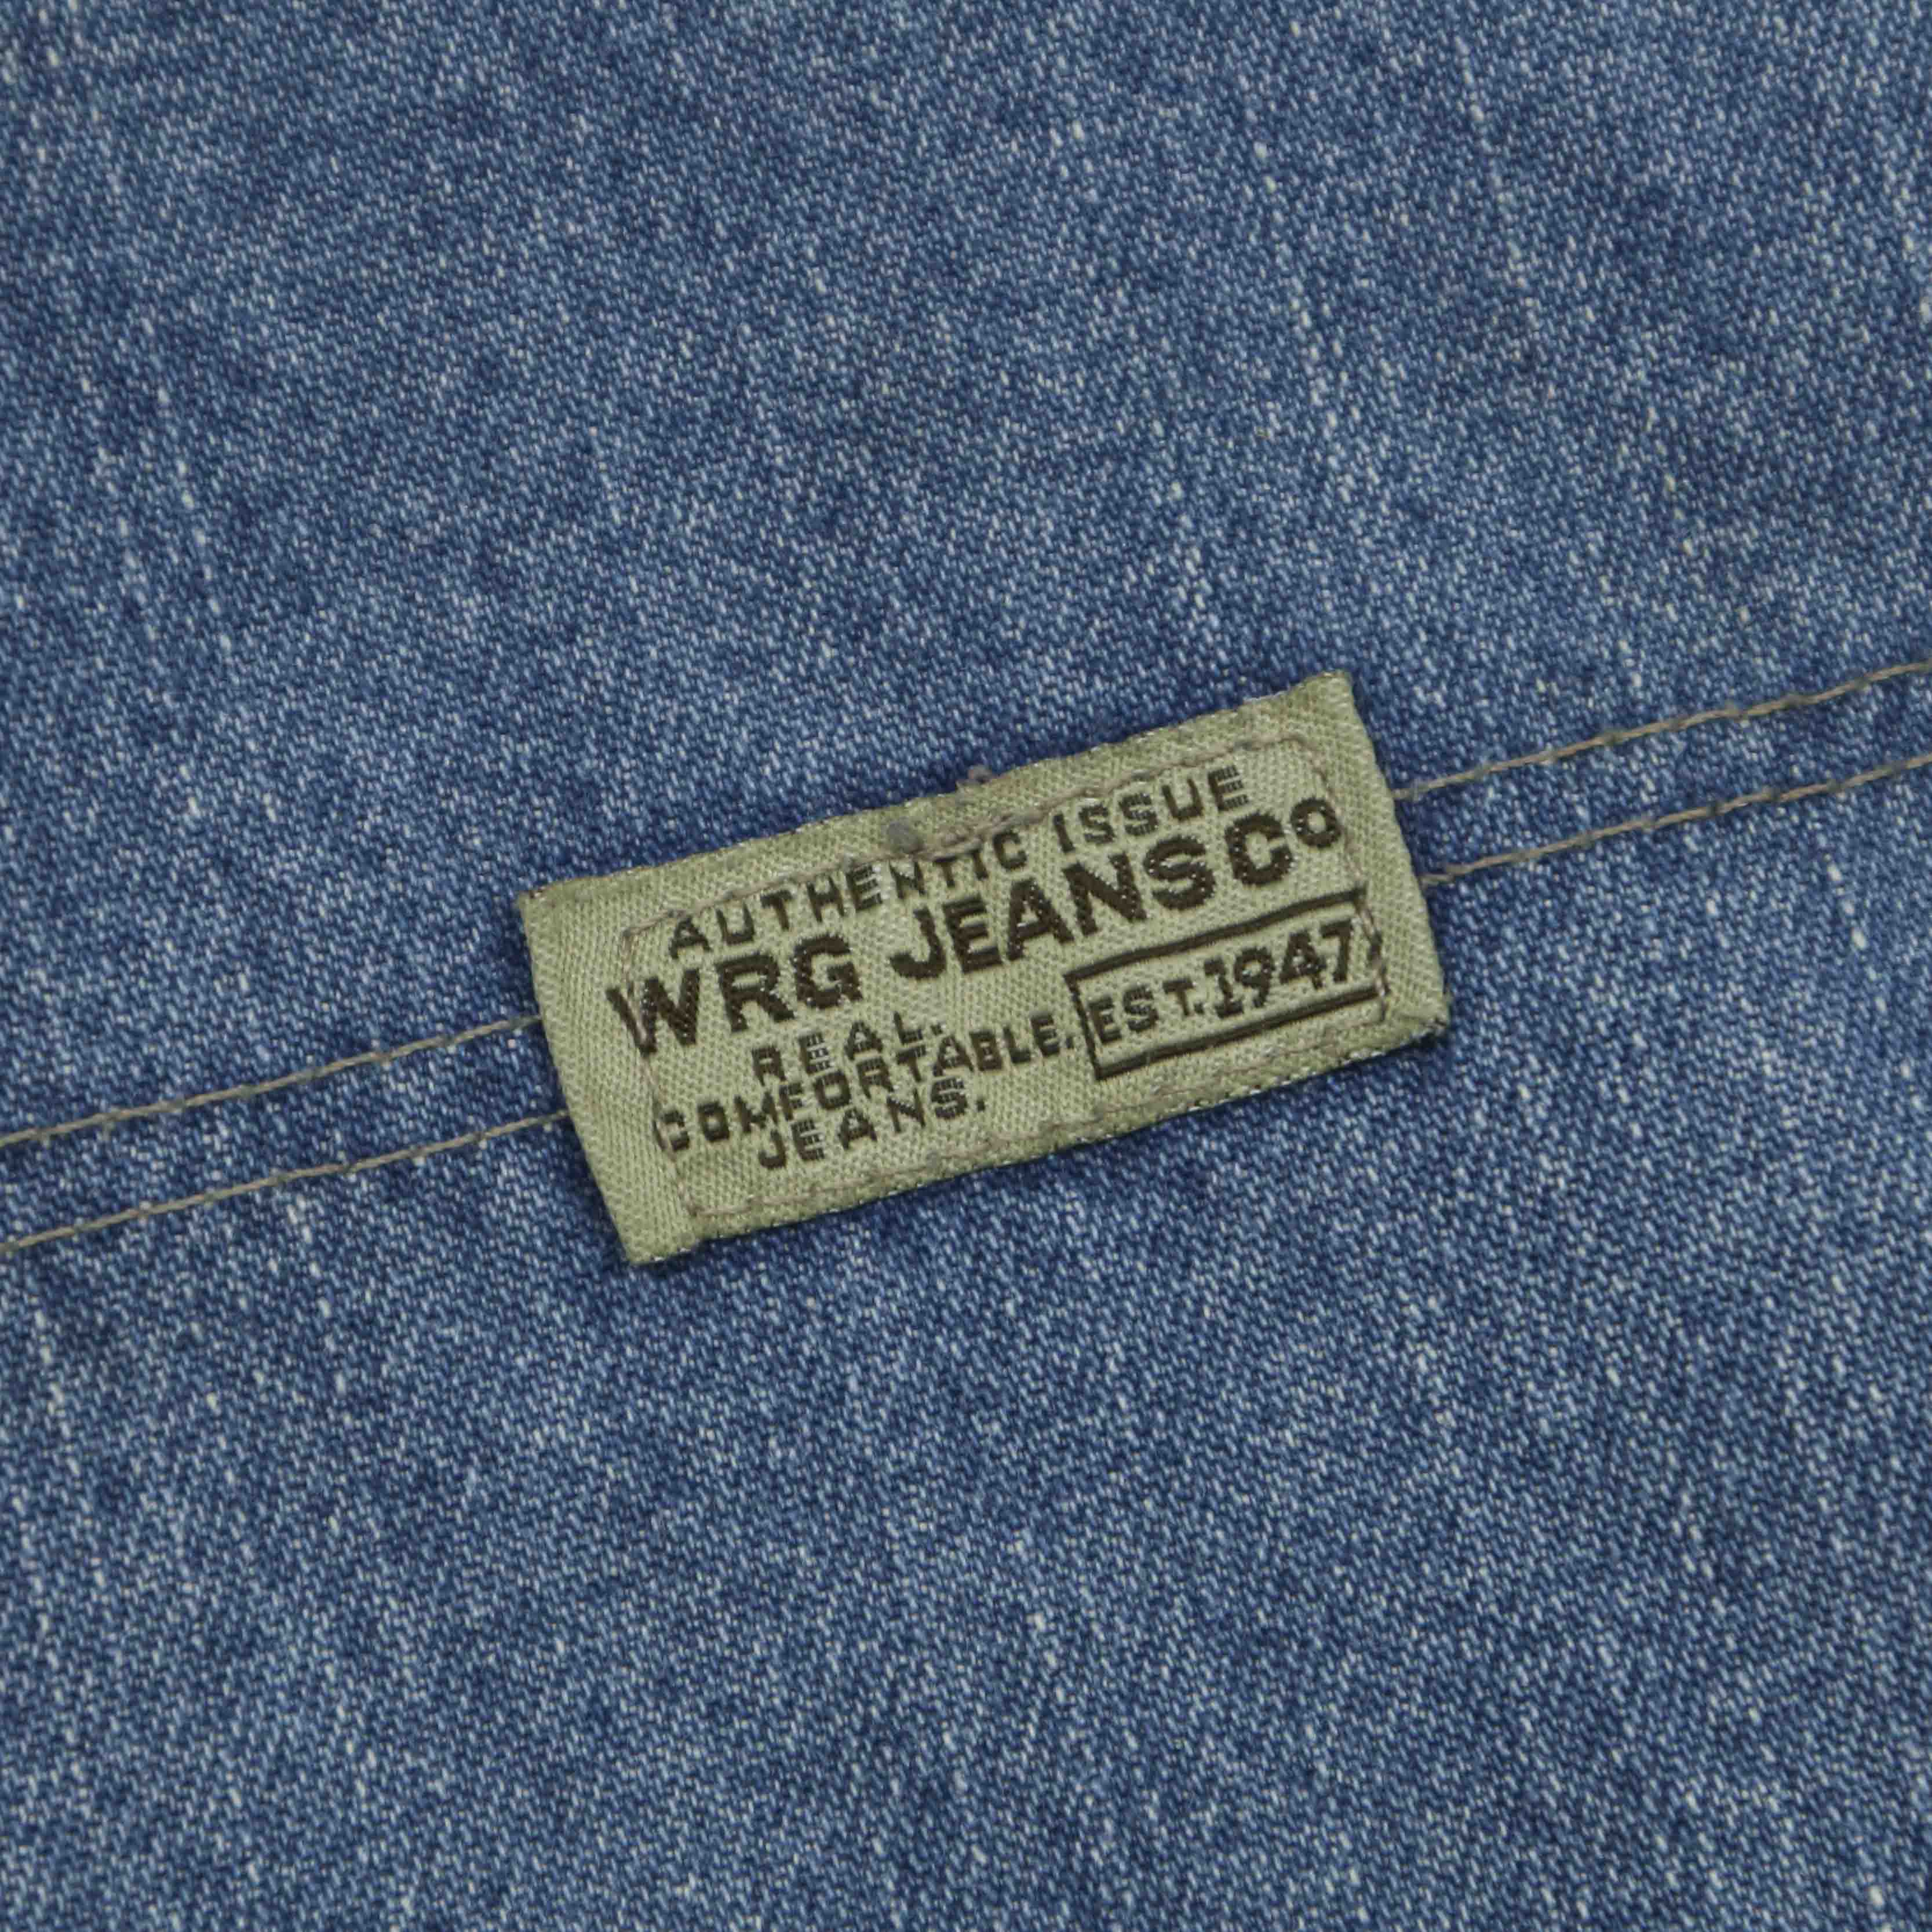 AUTHENTIC ISSUE
WRG JEANS Co
REAL.
COMFORTABLE.
JEANS.
EST. 1947